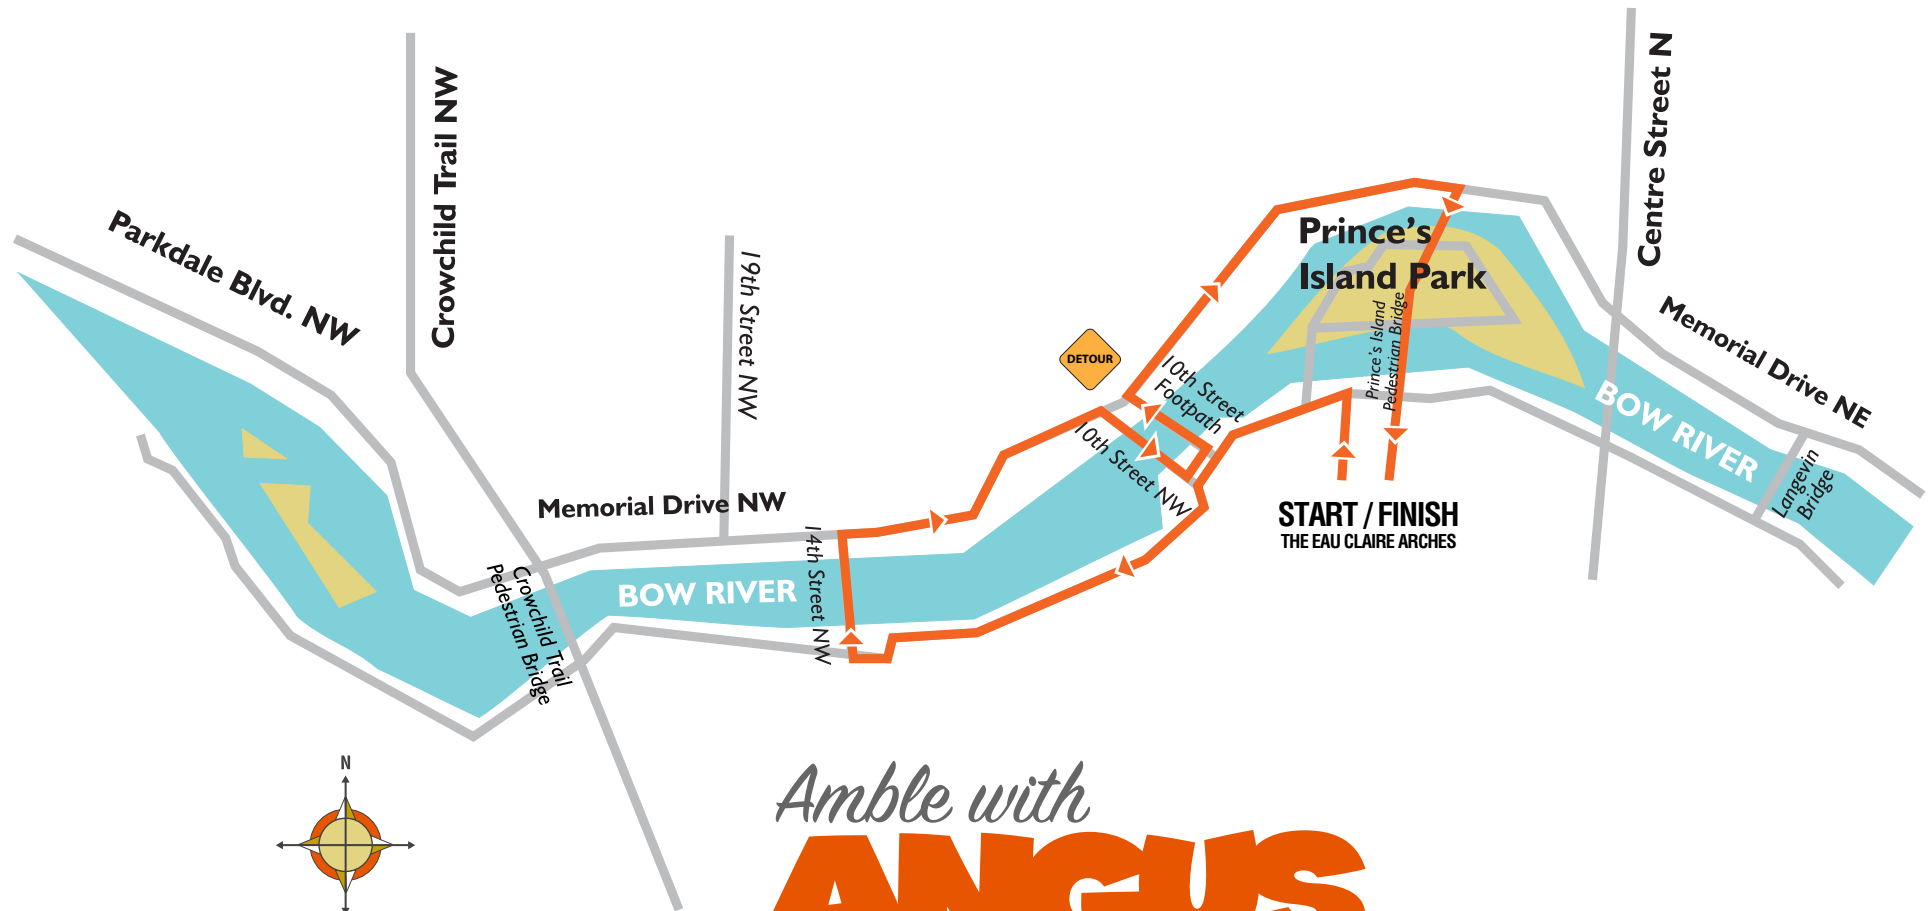 Centre Street N
Crowchild Trail NW
Parkdale Blvd. NW
19th Street NW
Prince's
Island Park
Prince's Island
Pedestrian Bridge
Memorial Drive NE
DETOUR
10th Street
Footpath
10th Street NW
BOW RIVER
Langevin
Bridge
Memorial Drive NW
14th Street NW
START / FINISH
THE EAU CLAIRE ARCHES
BOW RIVER
Crowchild Trail
Pedestrian Bridge
N
Amble with
ANGUS